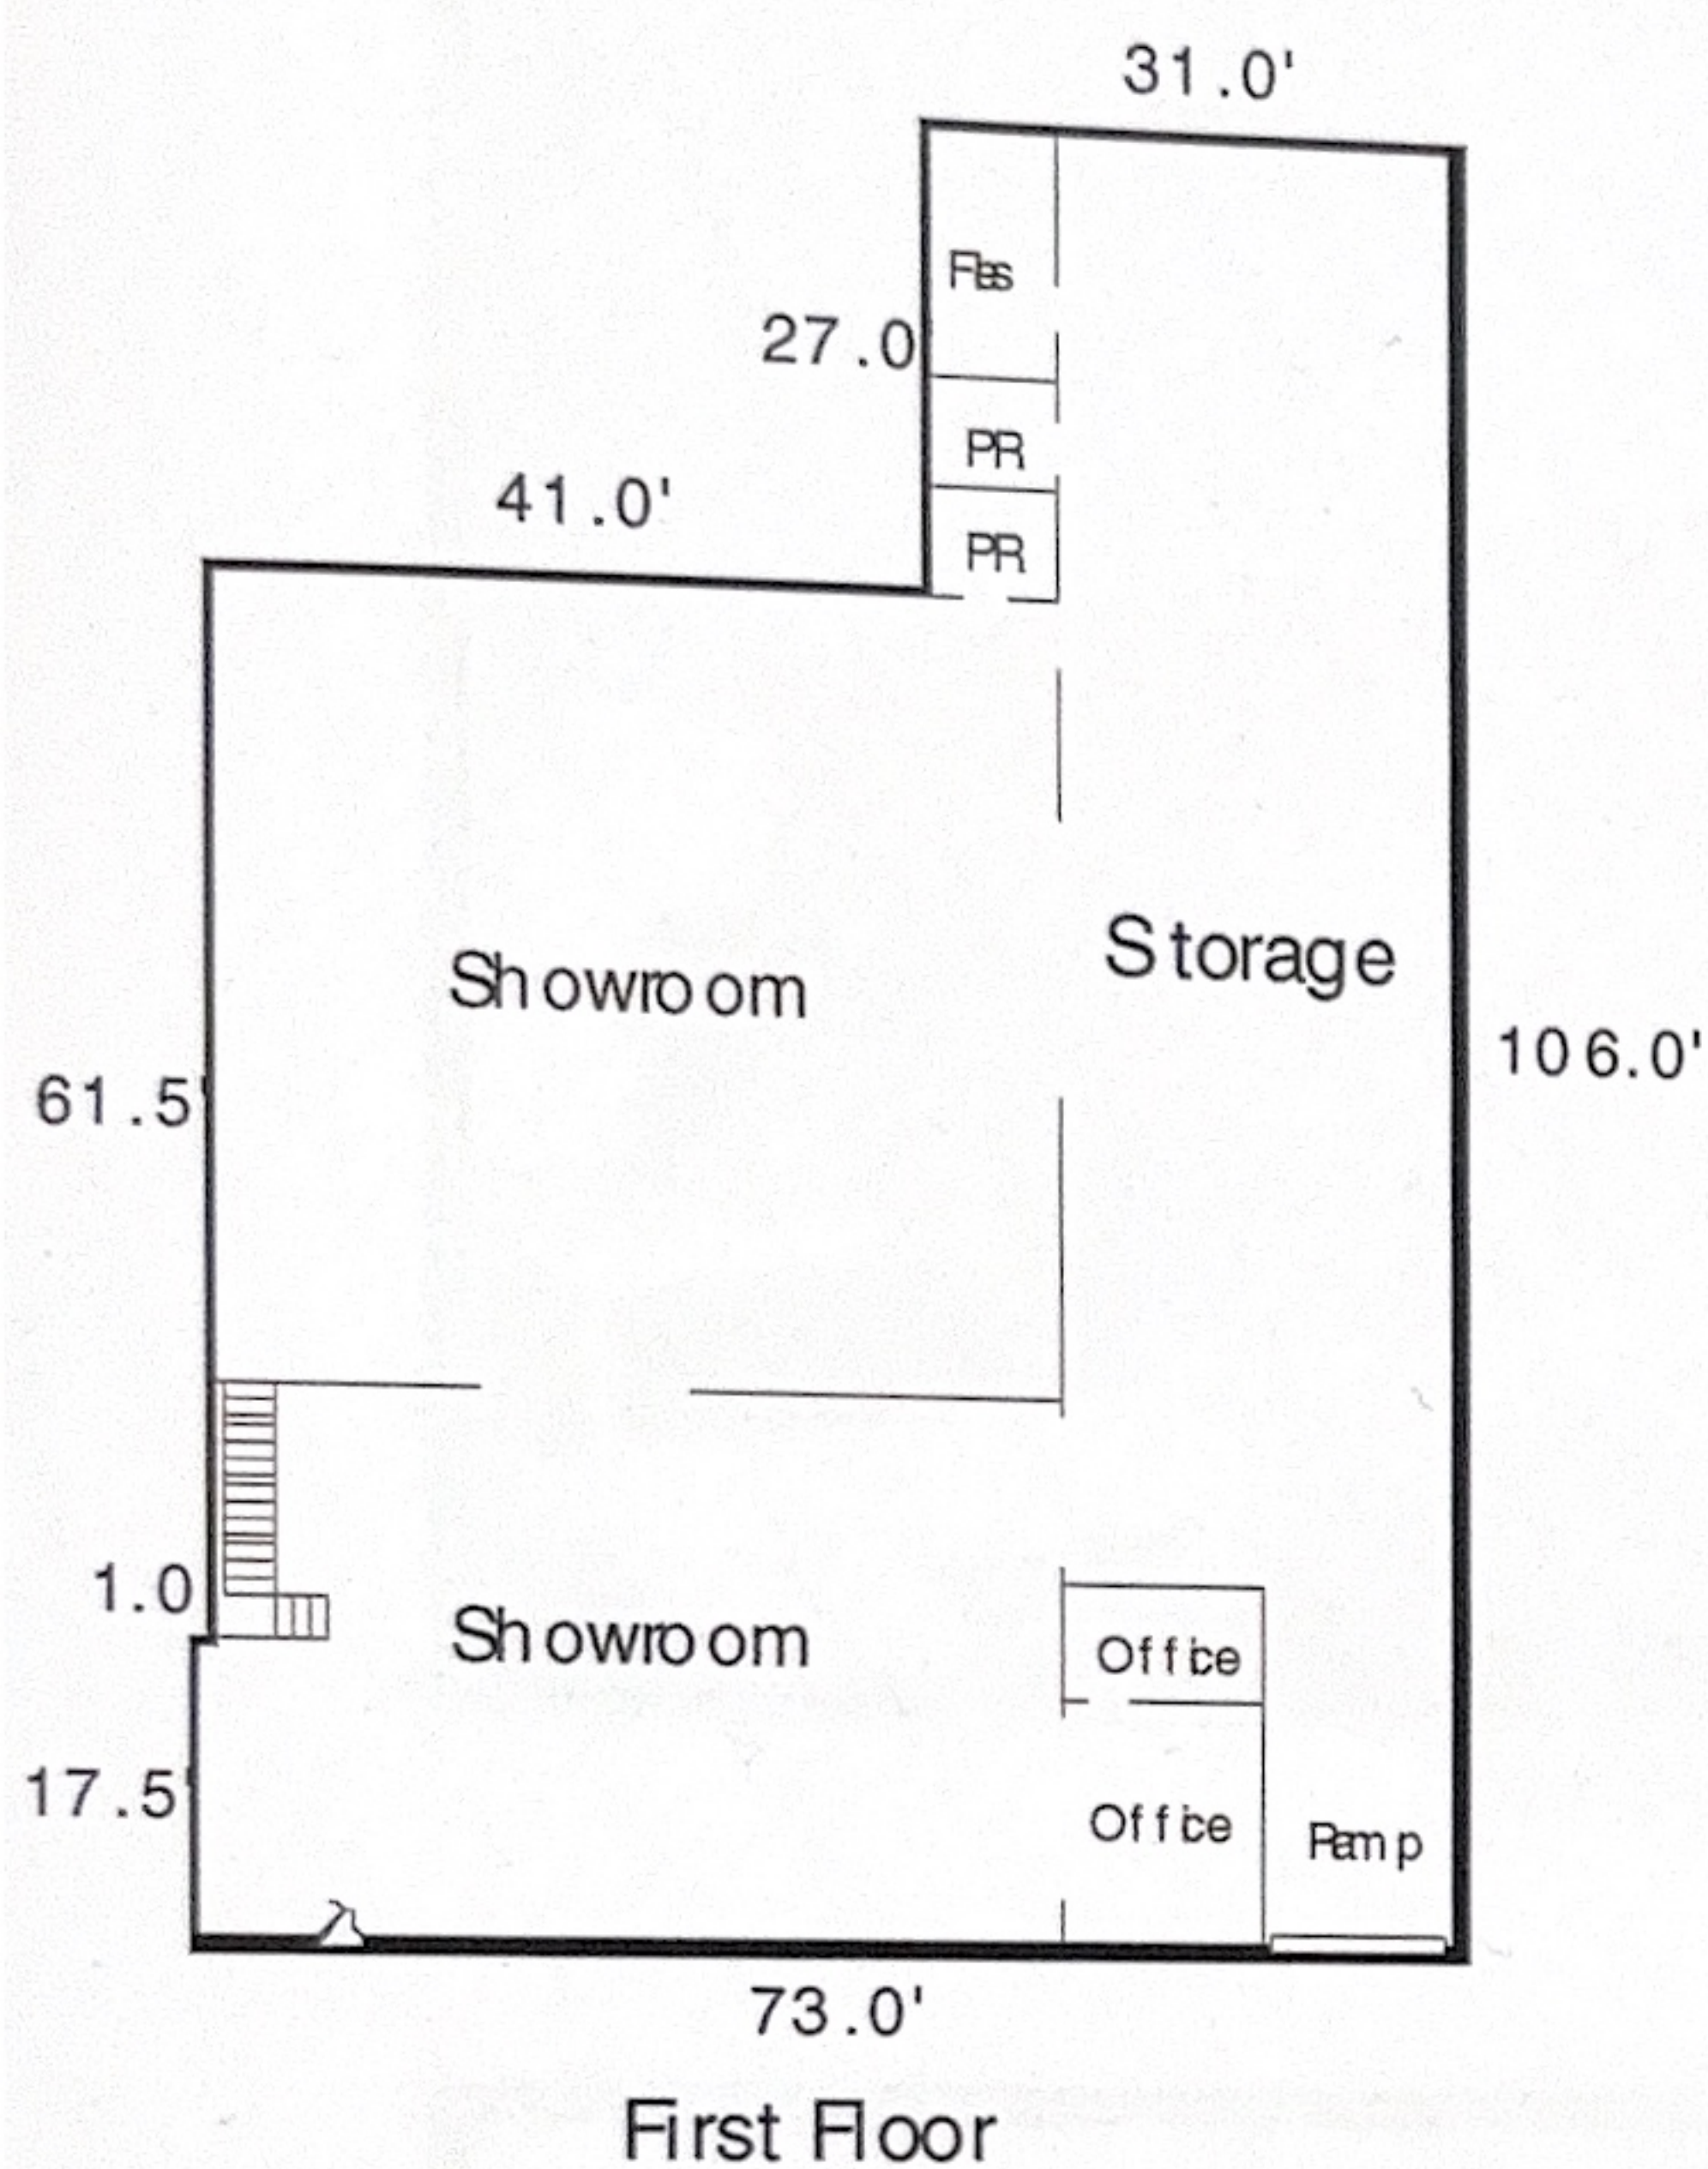 31.0'
Files
27.0
PR
41.0'
PR
Storage
Showroom
106.0'
61.5'
1.0
Showroom
Office
17.5'
Office
Ramp
73.0'
First Floor